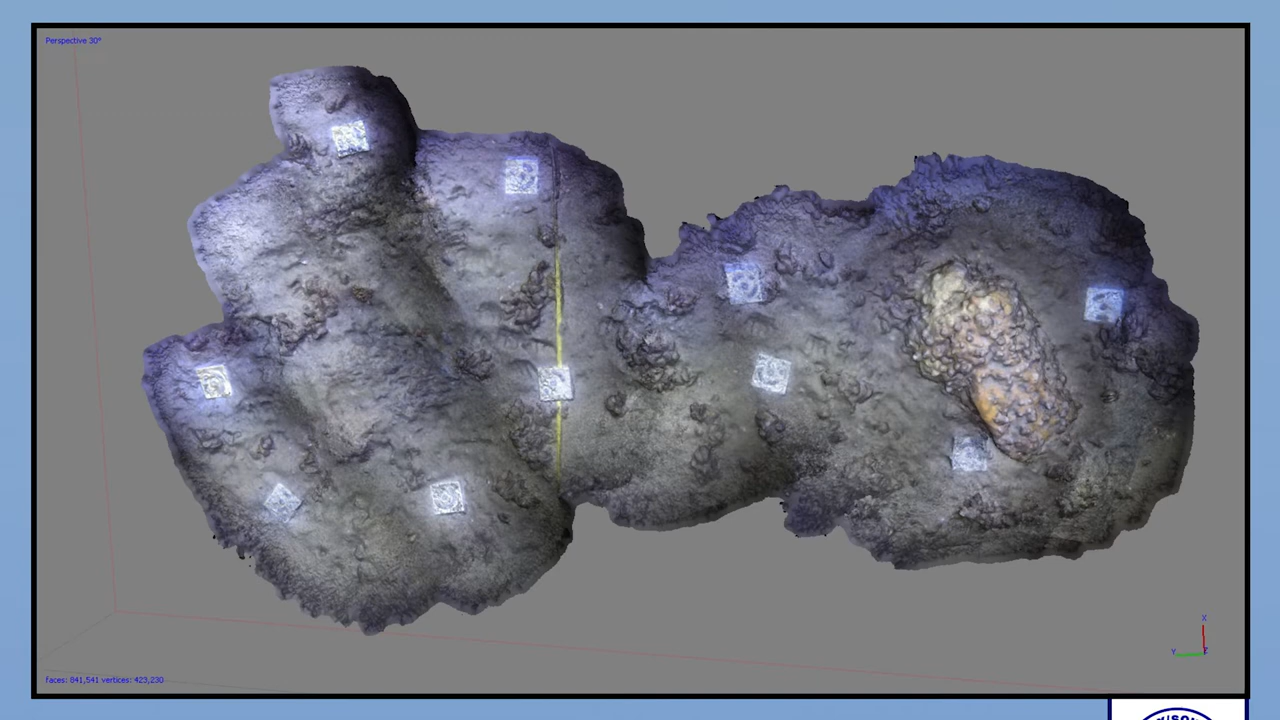 Perspective 30°
X
Y
Z
faces: 841,541 vertices: 423,230